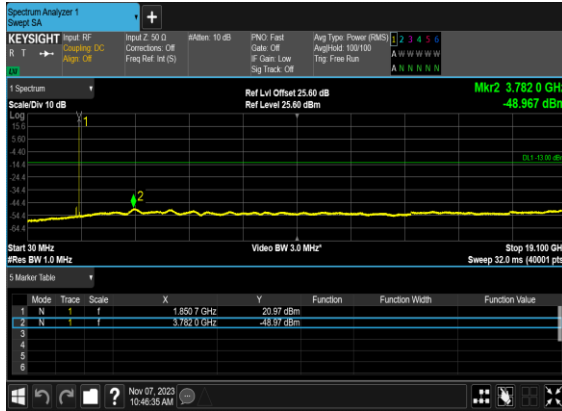 Spectrum Analyzer 1
Swept SA
+
KEYSIGHT Input: RF Input Z: 50 Ω #Atten: 10 dB PNO: Fast Avg Type: Power (RMS) 1 2 3 4 5 6
R T Coupling: DC Corrections: Off Gate: Off Avg|Hold: 100/100 A W W W W W
Align: Off Freq Ref: Int (S) IF Gain: Low Trig: Free Run
LU Sig Track: Off A N N N N N
1 Spectrum Ref Lvl Offset 25.60 dB Mkr2 3.782 0 GHz
Scale/Div 10 dB Ref Level 25.60 dBm -48.967 dBm
Log
15.6
1
5.60
-4.40
DL1 -13.00 dBm
-14.4
-24.4
-34.4
2
-44.4
-54.4
-64.4
Start 30 MHz Video BW 3.0 MHz* Stop 19.100 GH
#Res BW 1.0 MHz Sweep 32.0 ms (40001 pts
5 Marker Table
Mode Trace Scale X Y Function Function Width Function Value
1 N 1 f 1.850 7 GHz 20.97 dBm
2 N 1 f 3.782 0 GHz -48.97 dBm
3
4
5
6
? Nov 07, 2023
10:46:35 AM